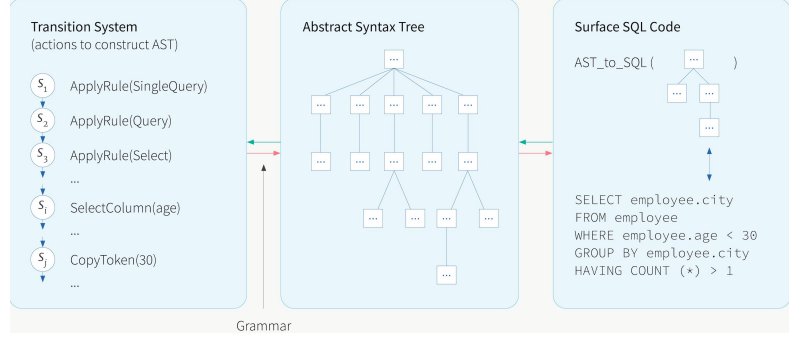 Transition System
(actions to construct AST)
S1 ApplyRule(SingleQuery)
S2 ApplyRule(Query)
S3 ApplyRule(Select)
...
Si SelectColumn(age)
...
Sj CopyToken(30)
...
Grammar
Abstract Syntax Tree
...
... ... ... ... ...
... ... ... ... ...
... ... ... ...
...
Surface SQL Code
AST_to_SQL ( ... )
... ...
...
SELECT employee.city
FROM employee
WHERE employee.age < 30
GROUP BY employee.city
HAVING COUNT (*) > 1